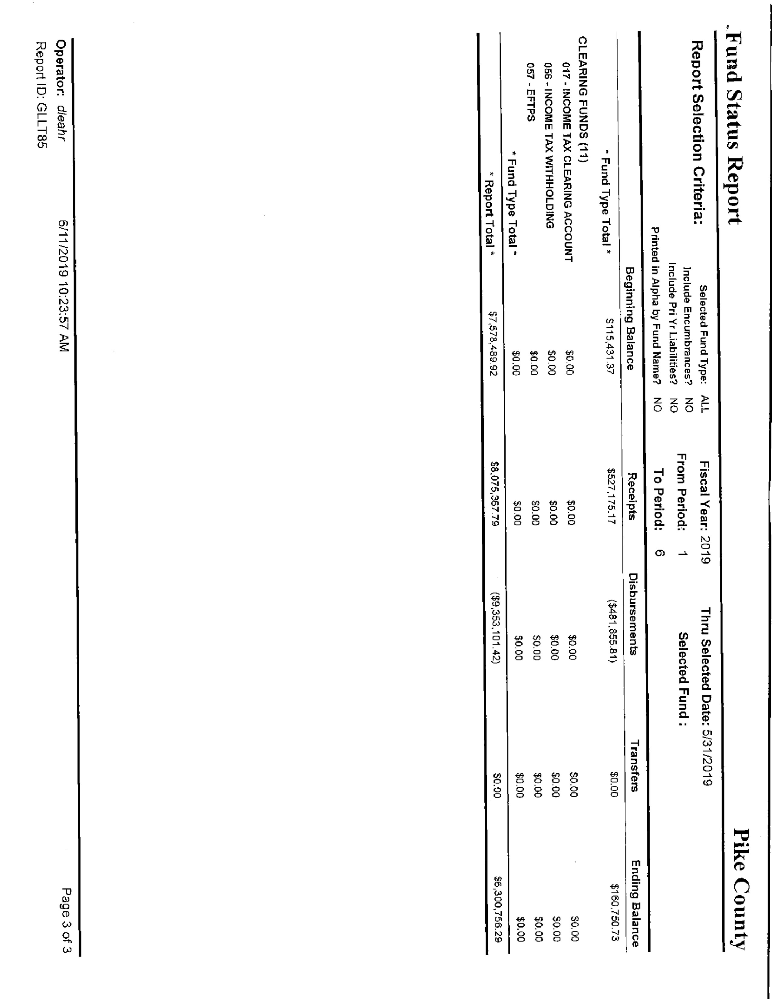 Fund Status Report Pike County
Report Selection Criteria: Selected Fund Type: ALL Fiscal Year: 2019 Thru Selected Date: 5/31/2019
Include Encumbrances? NO From Period: 1 Selected Fund :
Include Pri Yr Liabilities? NO
Printed in Alpha by Fund Name? NO To Period: 6
Beginning Balance Receipts Disbursements Transfers Ending Balance
* Fund Type Total * $115,431.37 $527,175.17 ($481,855.81) $0.00 $160,750.73
CLEARING FUNDS (11)
017 - INCOME TAX CLEARING ACCOUNT $0.00 $0.00 $0.00 $0.00 $0.00
056 - INCOME TAX WITHHOLDING $0.00 $0.00 $0.00 $0.00 $0.00
057 - EFTPS $0.00 $0.00 $0.00 $0.00 $0.00
* Fund Type Total * $0.00 $0.00 $0.00 $0.00 $0.00
* Report Total * $7,578,489.92 $8,075,367.79 ($9,353,101.42) $0.00 $6,300,756.29
Operator: dleahr 6/11/2019 10:23:57 AM Page 3 of 3
Report ID: GLLT85